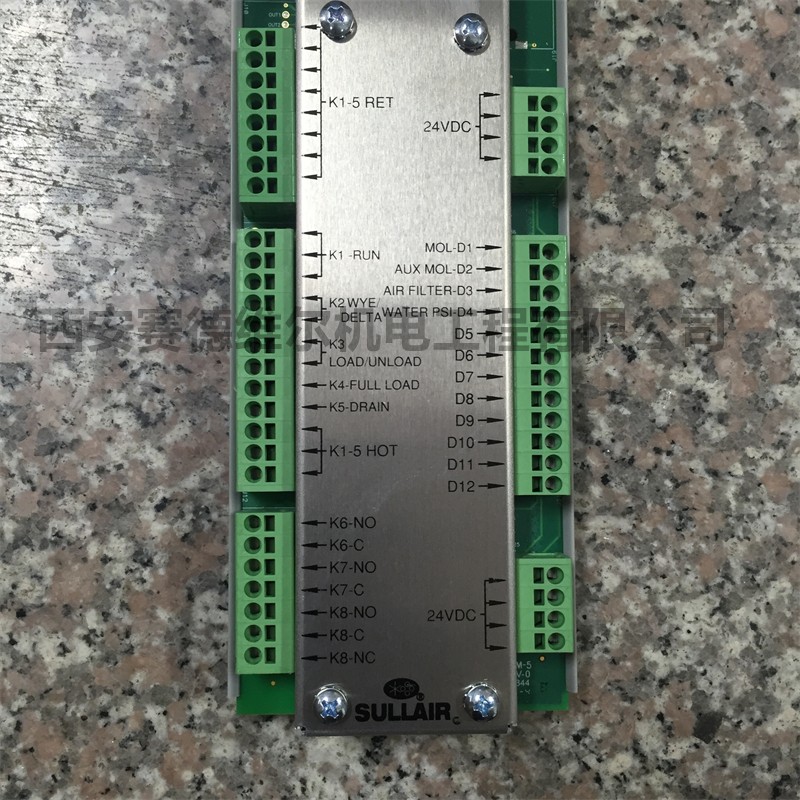 OUT1
OUT2
K1-5 RET
24VDC
K1 -RUN
K2 WYE/
DELTA
K3
LOAD/UNLOAD
K4-FULL LOAD
K5-DRAIN
K1-5 HOT
MOL-D1
AUX MOL-D2
AIR FILTER-D3
WATER PSI-D4
D5
D6
D7
D8
D9
D10
D11
D12
西安赛德维尔机电工程有限公司
K6-NO
K6-C
K7-NO
K7-C
K8-NO
K8-C
K8-NC
24VDC
SULLAIR